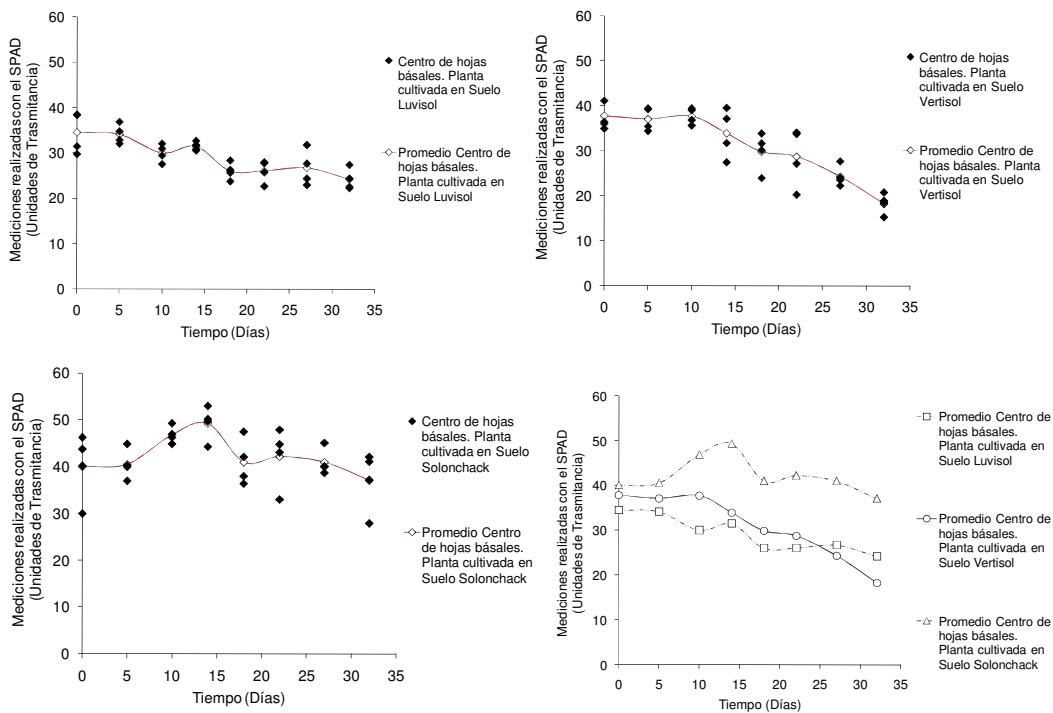 Mediciones realizadas con el SPAD
(Unidades de Trasmitancia)
60
50
40
30
20
10
0
0 5 10 15 20 25 30 35
Tiempo (Días)
Centro de hojas
básales. Planta
cultivada en Suelo
Luvisol
Promedio Centro de
hojas básales.
Planta cultivada en
Suelo Luvisol
Mediciones realizadas con el SPAD
(Unidades de Trasmitancia)
60
50
40
30
20
10
0
0 5 10 15 20 25 30 35
Tiempo (Días)
Centro de hojas
básales. Planta
cultivada en Suelo
Vertisol
Promedio Centro de
hojas básales.
Planta cultivada en
Suelo Vertisol
Mediciones realizadas con el SPAD
(Unidades de Trasmitancia)
60
50
40
30
20
10
0
0 5 10 15 20 25 30 35
Tiempo (Días)
Centro de hojas
básales. Planta
cultivada en Suelo
Solonchack
Promedio Centro
de hojas básales.
Planta cultivada en
Suelo Solonchack
Mediciones realizadas con el SPAD
(Unidades de Trasmitancia)
60
50
40
30
20
10
0
0 5 10 15 20 25 30 35
Tiempo (Días)
Promedio Centro de
hojas básales.
Planta cultivada en
Suelo Luvisol
Promedio Centro de
hojas básales.
Planta cultivada en
Suelo Vertisol
Promedio Centro de
hojas básales.
Planta cultivada en
Suelo Solonchack